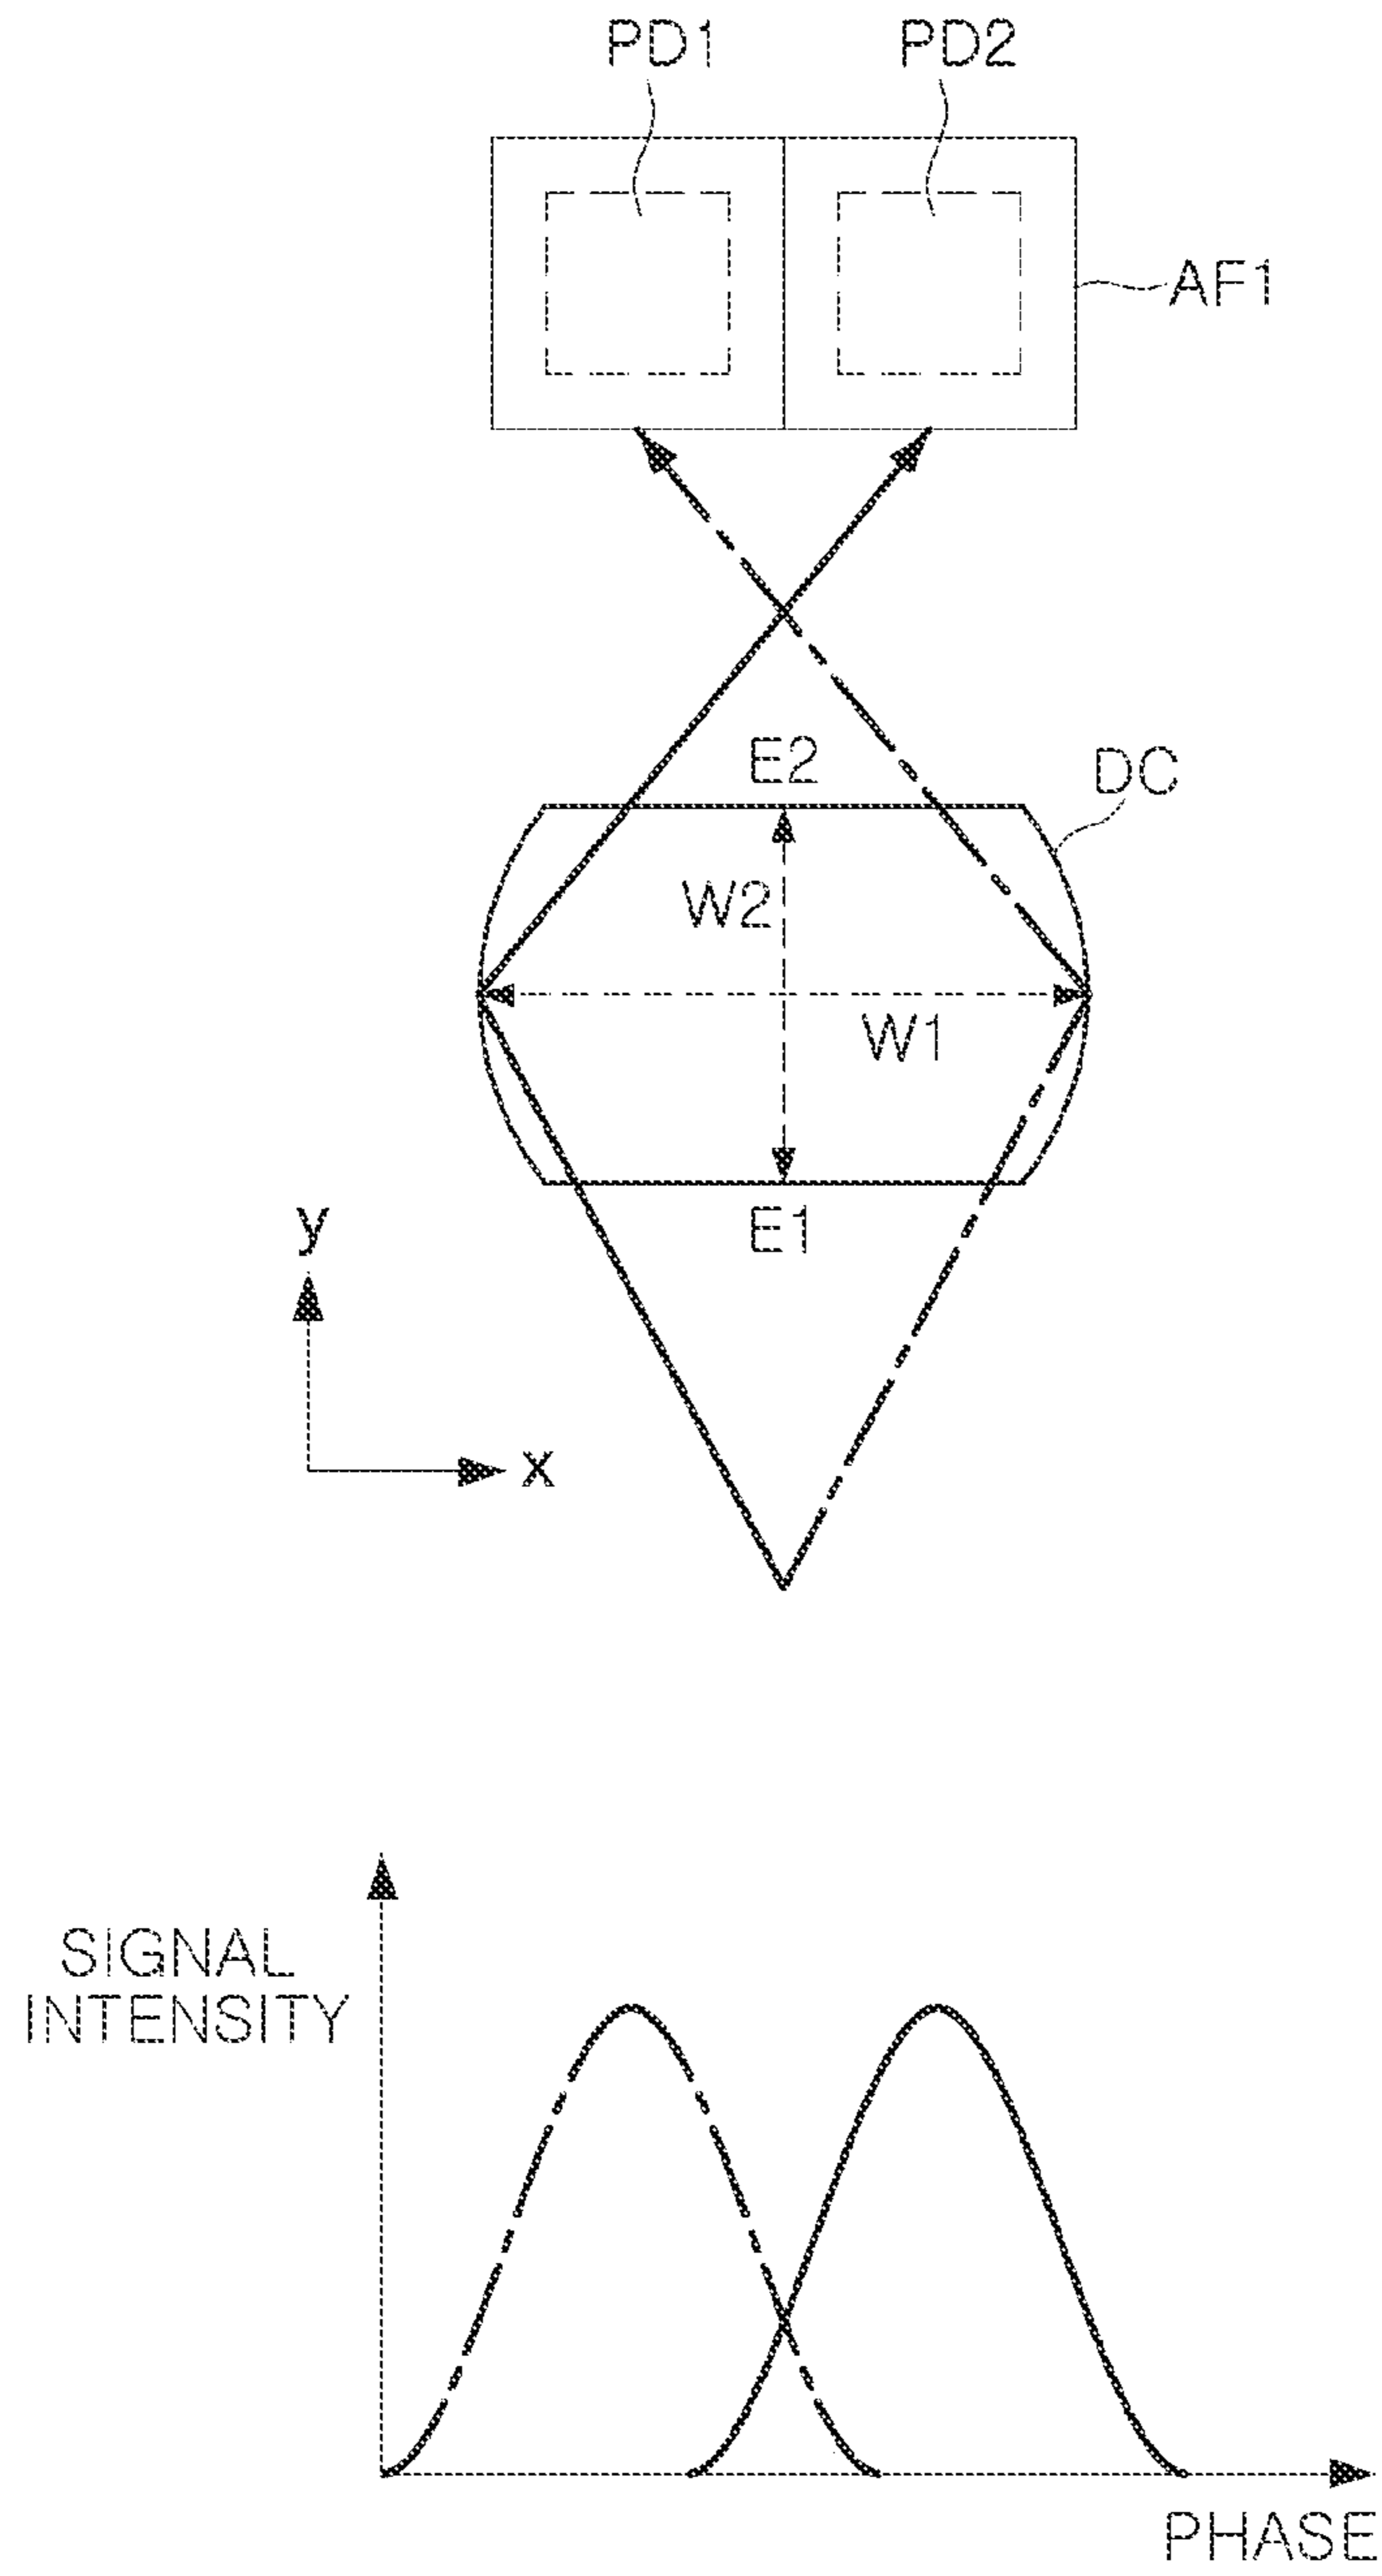 PD1 PD2
AF1
E2
DC
W2
W1
E1
y
x
SIGNAL
INTENSITY
PHASE